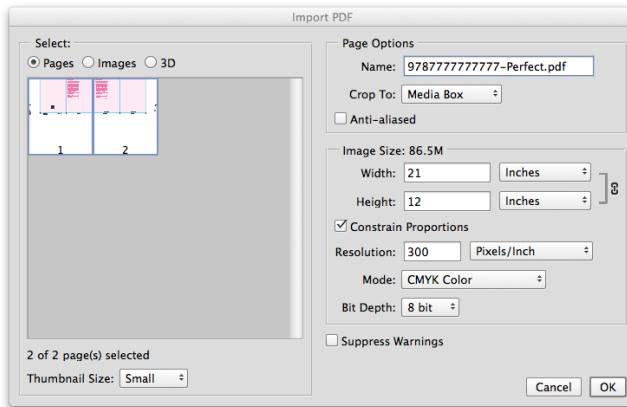 Import PDF
Select:
Pages Images 3D
1 2
2 of 2 page(s) selected
Thumbnail Size: Small
Page Options
Name: 9787777777777-Perfect.pdf
Crop To: Media Box
Anti-aliased
Image Size: 86.5M
Width: 21 Inches
Height: 12 Inches
Constrain Proportions
Resolution: 300 Pixels/Inch
Mode: CMYK Color
Bit Depth: 8 bit
Suppress Warnings
Cancel OK